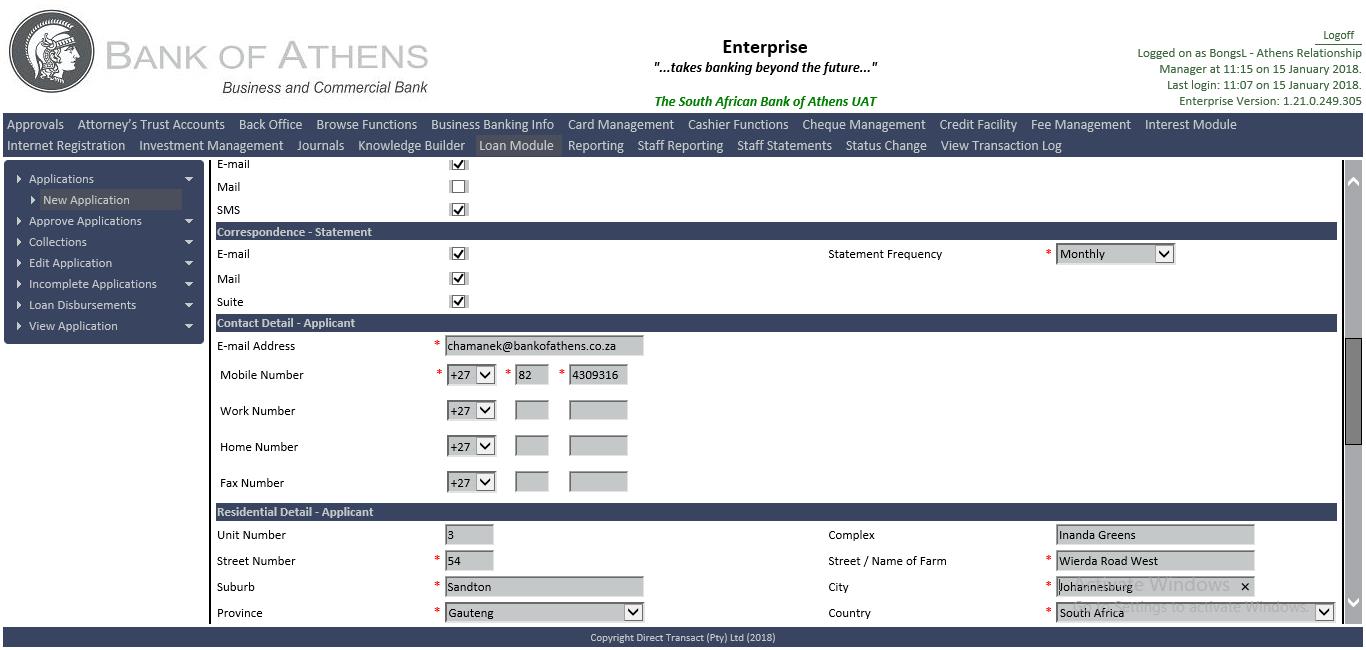 BANK OF ATHENS
Business and Commercial Bank
Enterprise
"...takes banking beyond the future..."
The South African Bank of Athens UAT
Logoff
Logged on as BongsL - Athens Relationship
Manager at 11:15 on 15 January 2018.
Last login: 11:07 on 15 January 2018.
Enterprise Version: 1.21.0.249.305
Approvals Attorney's Trust Accounts Back Office Browse Functions Business Banking Info Card Management Cashier Functions Cheque Management Credit Facility Fee Management Interest Module
Internet Registration Investment Management Journals Knowledge Builder Loan Module Reporting Staff Reporting Staff Statements Status Change View Transaction Log
Applications
New Application
Approve Applications
Collections
Edit Application
Incomplete Applications
Loan Disbursements
View Application
E-mail
Mail
SMS
Correspondence - Statement
E-mail Statement Frequency * Monthly
Mail
Suite
Contact Detail - Applicant
E-mail Address * chamanek@bankofathens.co.za
Mobile Number * +27 * 82 * 4309316
Work Number +27
Home Number +27
Fax Number +27
Residential Detail - Applicant
Unit Number 3 Complex Inanda Greens
Street Number * 54 Street / Name of Farm * Wierda Road West
Suburb * Sandton City * Johannesburg
Activate Windows
Province * Gauteng Country * South Africa
Settings to activate Windows.
Copyright Direct Transact (Pty) Ltd (2018)